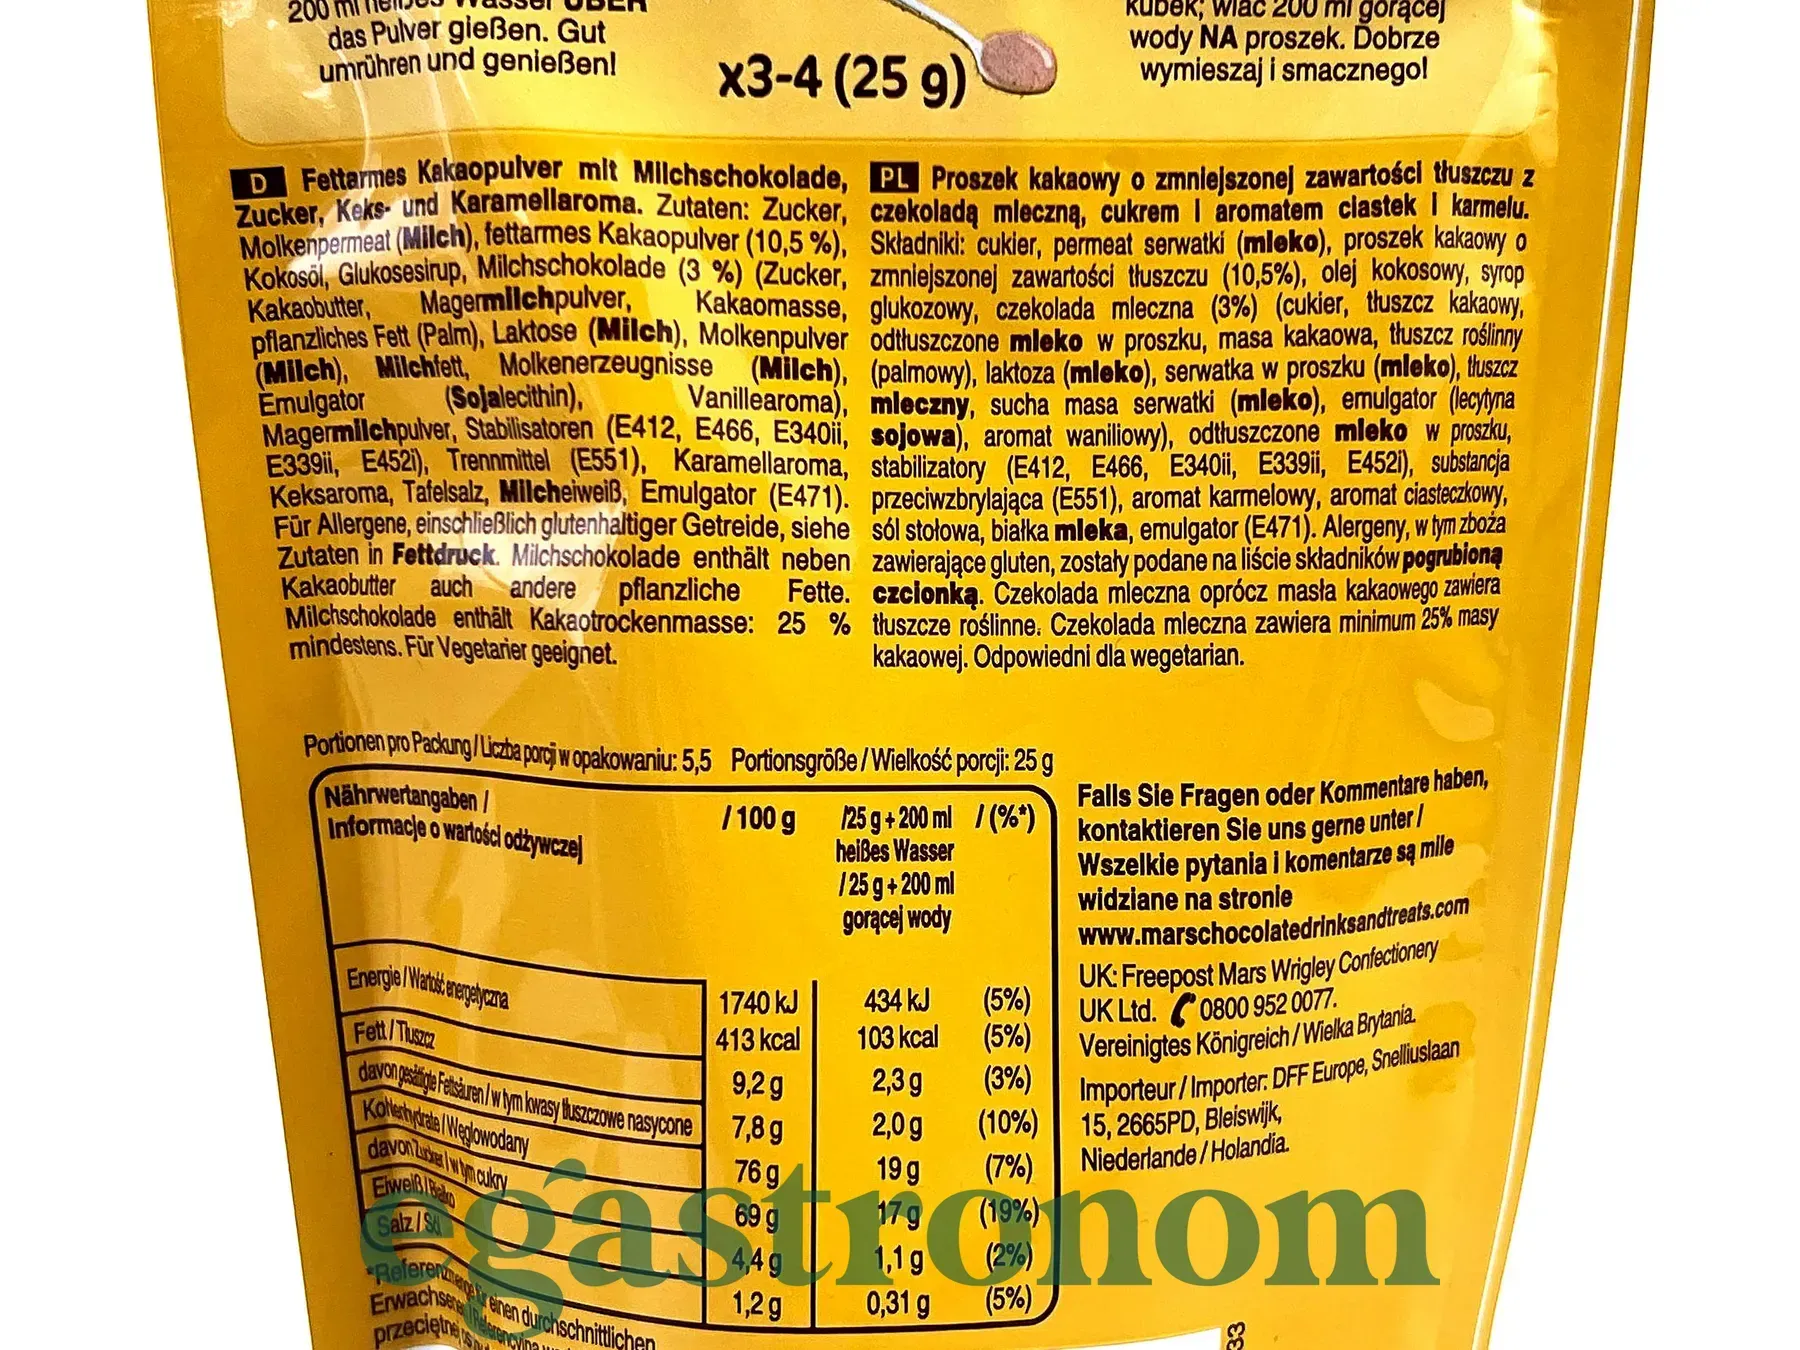 200 ml heißes Wasser ÜBER
das Pulver gießen. Gut
umrühren und genießen!
x3-4 (25 g)
kubek; wlać 200 ml gorącej
wody NA proszek. Dobrze
wymieszaj i smacznego!
D Fettarmes Kakaopulver mit Milchschokolade,
Zucker, Keks- und Karamellaroma. Zutaten: Zucker,
Molkenpermeat (Milch), fettarmes Kakaopulver (10,5 %),
Kokosöl, Glukosesirup, Milchschokolade (3 %) (Zucker,
Kakaobutter, Magermilchpulver, Kakaomasse,
pflanzliches Fett (Palm), Laktose (Milch), Molkenpulver
(Milch), Milchfett, Molkenerzeugnisse (Milch),
Emulgator (Sojalecithin), Vanillearoma),
Magermilchpulver, Stabilisatoren (E412, E466, E340ii,
E339ii, E452i), Trennmittel (E551), Karamellaroma,
Keksaroma, Tafelsalz, Milcheiweiß, Emulgator (E471).
Für Allergene, einschließlich glutenhaltiger Getreide, siehe
Zutaten in Fettdruck. Milchschokolade enthält neben
Kakaobutter auch andere pflanzliche Fette.
Milchschokolade enthält Kakaotrockenmasse: 25 %
mindestens. Für Vegetarier geeignet.
PL Proszek kakaowy o zmniejszonej zawartości tłuszczu z
czekoladą mleczną, cukrem i aromatem ciastek i karmelu.
Składniki: cukier, permeat serwatki (mleko), proszek kakaowy o
zmniejszonej zawartości tłuszczu (10,5%), olej kokosowy, syrop
glukozowy, czekolada mleczna (3%) (cukier, tłuszcz kakaowy,
odtłuszczone mleko w proszku, masa kakaowa, tłuszcz roślinny
(palmowy), laktoza (mleko), serwatka w proszku (mleko), tłuszcz
mleczny, sucha masa serwatki (mleko), emulgator (lecytyna
sojowa), aromat waniliowy), odtłuszczone mleko w proszku,
stabilizatory (E412, E466, E340ii, E339ii, E452i), substancja
przeciwzbrylająca (E551), aromat karmelowy, aromat ciasteczkowy,
sól stołowa, białka mleka, emulgator (E471). Alergeny, w tym zboża
zawierające gluten, zostały podane na liście składników pogrubioną
czcionką. Czekolada mleczna oprócz masła kakaowego zawiera
tłuszcze roślinne. Czekolada mleczna zawiera minimum 25% masy
kakaowej. Odpowiedni dla wegetarian.
Portionen pro Packung / Liczba porcji w opakowaniu: 5,5 Portionsgröße / Wielkość porcji: 25 g
Nährwertangaben /
Informacje o wartości odżywczej
/ 100 g
/25 g + 200 ml
heißes Wasser
/ 25 g + 200 ml
gorącej wody
/ (%*)
Energie / Wartość energetyczna 1740 kJ 434 kJ (5%)
413 kcal 103 kcal (5%)
Fett / Tłuszcz 9,2 g 2,3 g (3%)
davon gesättigte Fettsäuren / w tym kwasy tłuszczowe nasycone 7,8 g 2,0 g (10%)
Kohlenhydrate / Węglowodany 76 g 19 g (7%)
davon Zucker / w tym cukry 69 g 17 g (19%)
Eiweiß / Białko 4,4 g 1,1 g (2%)
Salz / Sól 1,2 g 0,31 g (5%)
*Referenzmenge für einen durchschnittlichen
Erwachsenen
przeciętnej
Falls Sie Fragen oder Kommentare haben,
kontaktieren Sie uns gerne unter /
Wszelkie pytania i komentarze są mile
widziane na stronie
www.marschocolatedrinksandtreats.com
UK: Freepost Mars Wrigley Confectionery
UK Ltd. 0800 952 0077.
Vereinigtes Königreich / Wielka Brytania.
Importeur / Importer: DFF Europe, Snelliuslaan
15, 2665PD, Bleiswijk,
Niederlande / Holandia.
egastronom
33